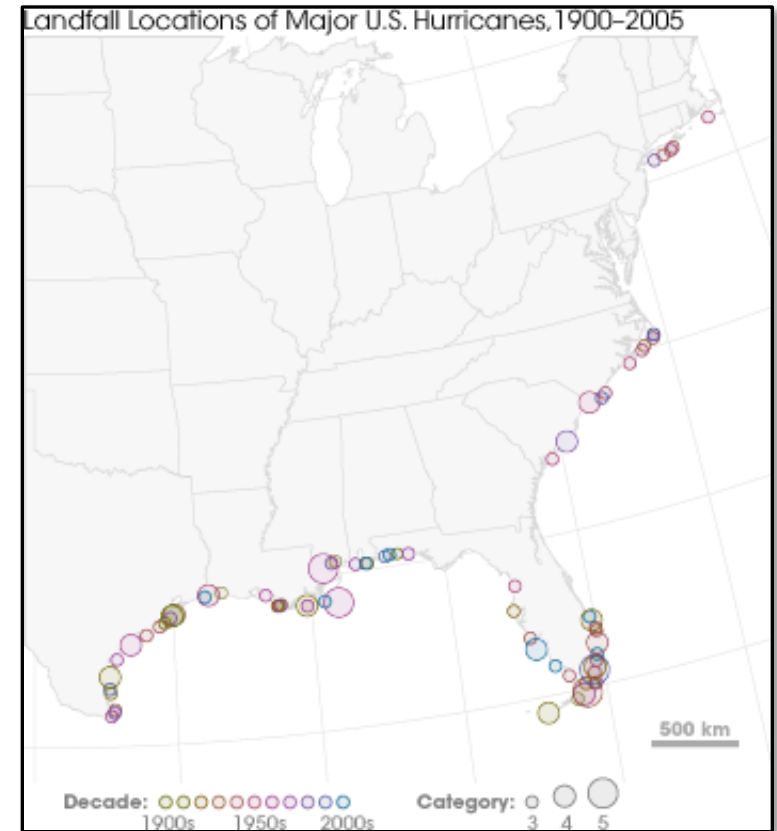 Landfall Locations of Major U.S. Hurricanes, 1900–2005
500 km
Decade:
1900s 1950s 2000s
Category:
3 4 5